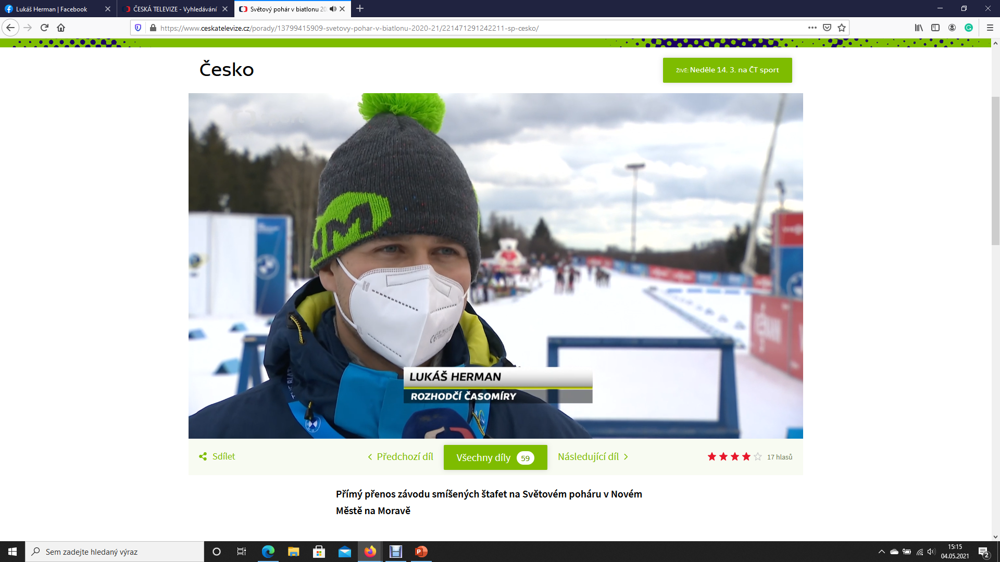 Lukáš Herman | Facebook
ČESKÁ TELEVIZE - Vyhledávání
Světový pohár v biatlonu 20
https://www.ceskatelevize.cz/porady/13799415909-svetovy-pohar-v-biatlonu-2020-21/221471291242211-sp-cesko/
Česko
ŽIVĚ: Neděle 14. 3. na ČT sport
sport
M
LUKÁŠ HERMAN
ROZHODČÍ ČASOMÍRY
Sdílet
Předchozí díl
Všechny díly 59
Následující díl
17 hlasů
Přímý přenos závodu smíšených štafet na Světovém poháru v Novém
Městě na Moravě
Sem zadejte hledaný výraz
15:15
04.05.2021
2